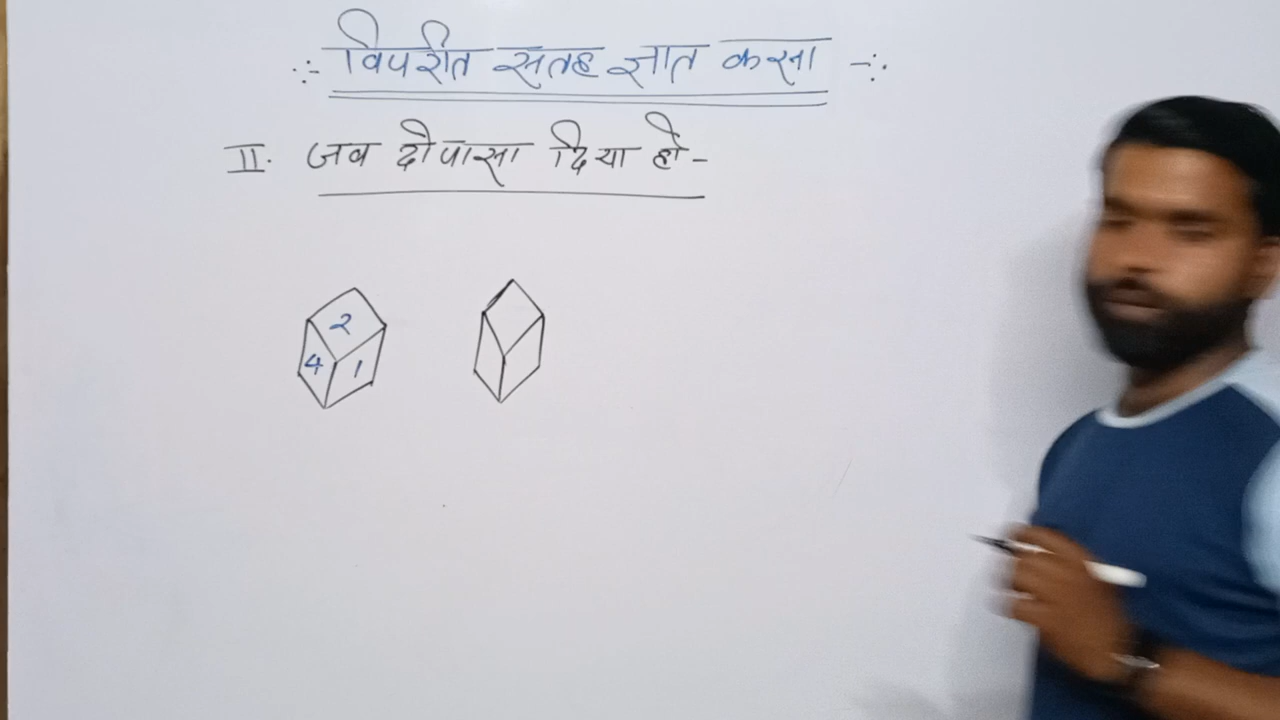 ∴- विपरीत सतह ज्ञात करना -∴
II. जब दो पासा दिया हो-
2
4 1